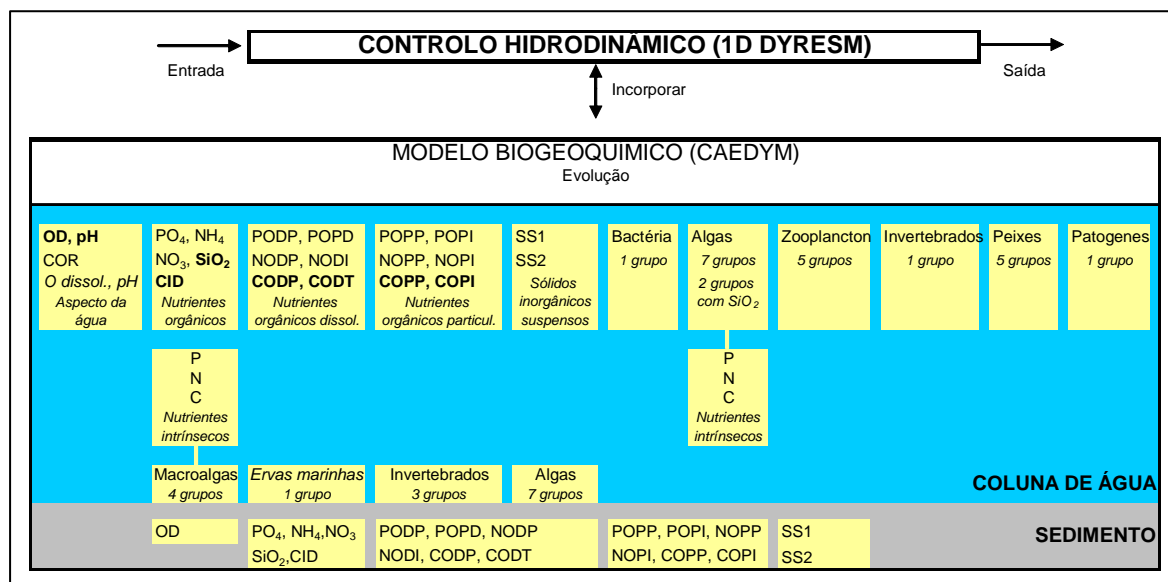 CONTROLO HIDRODINÂMICO (1D DYRESM)
Entrada
Saída
Incorporar
MODELO BIOGEOQUIMICO (CAEDYM)
Evolução
OD, pH
COR
O dissol., pH
Aspecto da
água
PO4, NH4
NO3, SiO2
CID
Nutrientes
orgânicos
PODP, POPD
NODP, NODI
CODP, CODT
Nutrientes
orgânicos dissol.
POPP, POPI
NOPP, NOPI
COPP, COPI
Nutrientes
orgânicos particul.
SS1
SS2
Sólidos
inorgânicos
suspensos
Bactéria
1 grupo
Algas
7 grupos
2 grupos
com SiO2
Zooplancton
5 grupos
Invertebrados
1 grupo
Peixes
5 grupos
Patogenes
1 grupo
P
N
C
Nutrientes
intrínsecos
P
N
C
Nutrientes
intrínsecos
Macroalgas
4 grupos
Ervas marinhas
1 grupo
Invertebrados
3 grupos
Algas
7 grupos
COLUNA DE ÁGUA
OD
PO4, NH4,NO3
SiO2,CID
PODP, POPD, NODP
NODI, CODP, CODT
POPP, POPI, NOPP
NOPI, COPP, COPI
SS1
SS2
SEDIMENTO